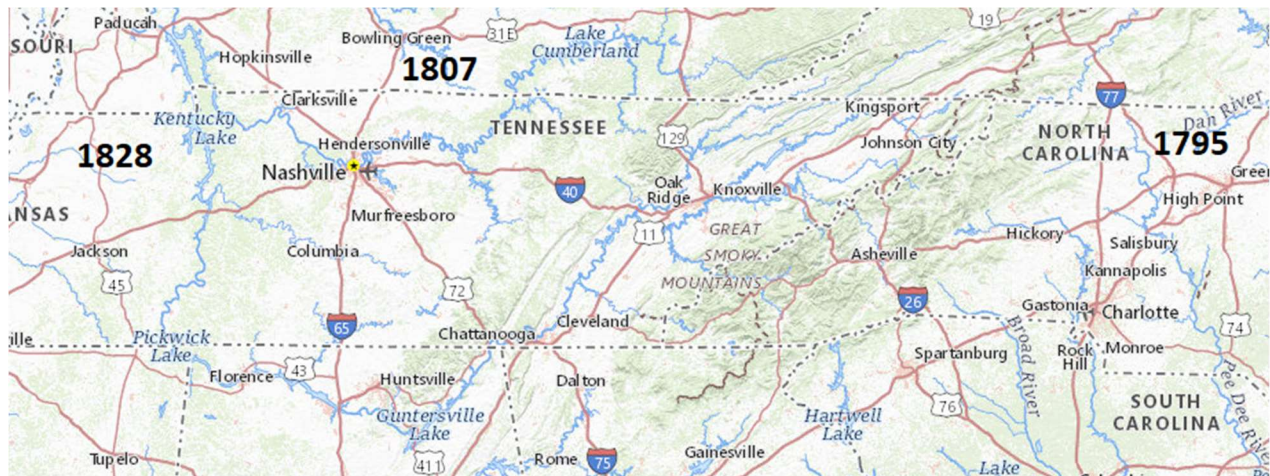 Paducah
19
SOURI
Bowling Green
31E
Lake
Cumberland
Hopkinsville
1807
77
Clarksville
Kingsport
Dan River
Kentucky
Lake
TENNESSEE
129
NORTH
CAROLINA
1795
Hendersonville
Johnson City
1828
Nashville
40
Oak
Ridge
Knoxville
Green
High Point
ANSAS
Murfreesboro
11
GREAT
SMOKY
MOUNTAINS
Hickory
Salisbury
Jackson
Columbia
Asheville
Kannapolis
45
72
26
Gastonia
Charlotte
65
Cleveland
74
Pickwick
Lake
Chattanooga
ville
Broad River
Spartanburg
Rock
Hill
Monroe
Florence
43
Huntsville
Dalton
Pee Dee River
Guntersville
Lake
76
Hartwell
Lake
SOUTH
CAROLINA
Tupelo
411
Rome
75
Gainesville
Lake